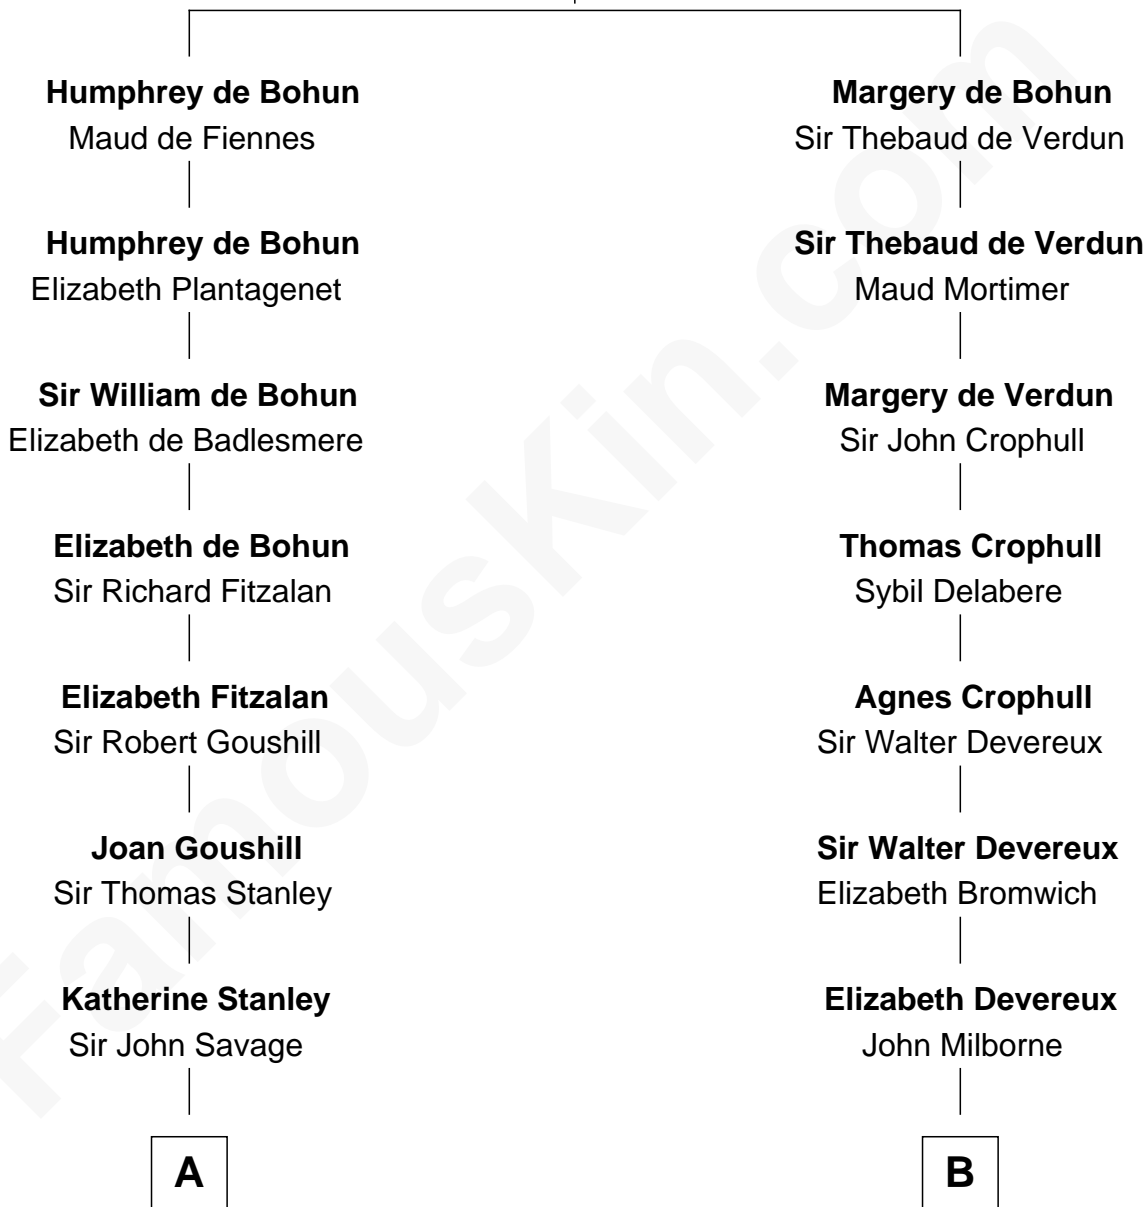 Humphrey de Bohun
Maud de Fiennes
Humphrey de Bohun
Elizabeth Plantagenet
Sir William de Bohun
Elizabeth de Badlesmere
Elizabeth de Bohun
Sir Richard Fitzalan
Elizabeth Fitzalan
Sir Robert Goushill
Joan Goushill
Sir Thomas Stanley
Katherine Stanley
Sir John Savage
A
Margery de Bohun
Sir Thebaud de Verdun
Sir Thebaud de Verdun
Maud Mortimer
Margery de Verdun
Sir John Crophull
Thomas Crophull
Sybil Delabere
Agnes Crophull
Sir Walter Devereux
Sir Walter Devereux
Elizabeth Bromwich
Elizabeth Devereux
John Milborne
B
FamousKin.com